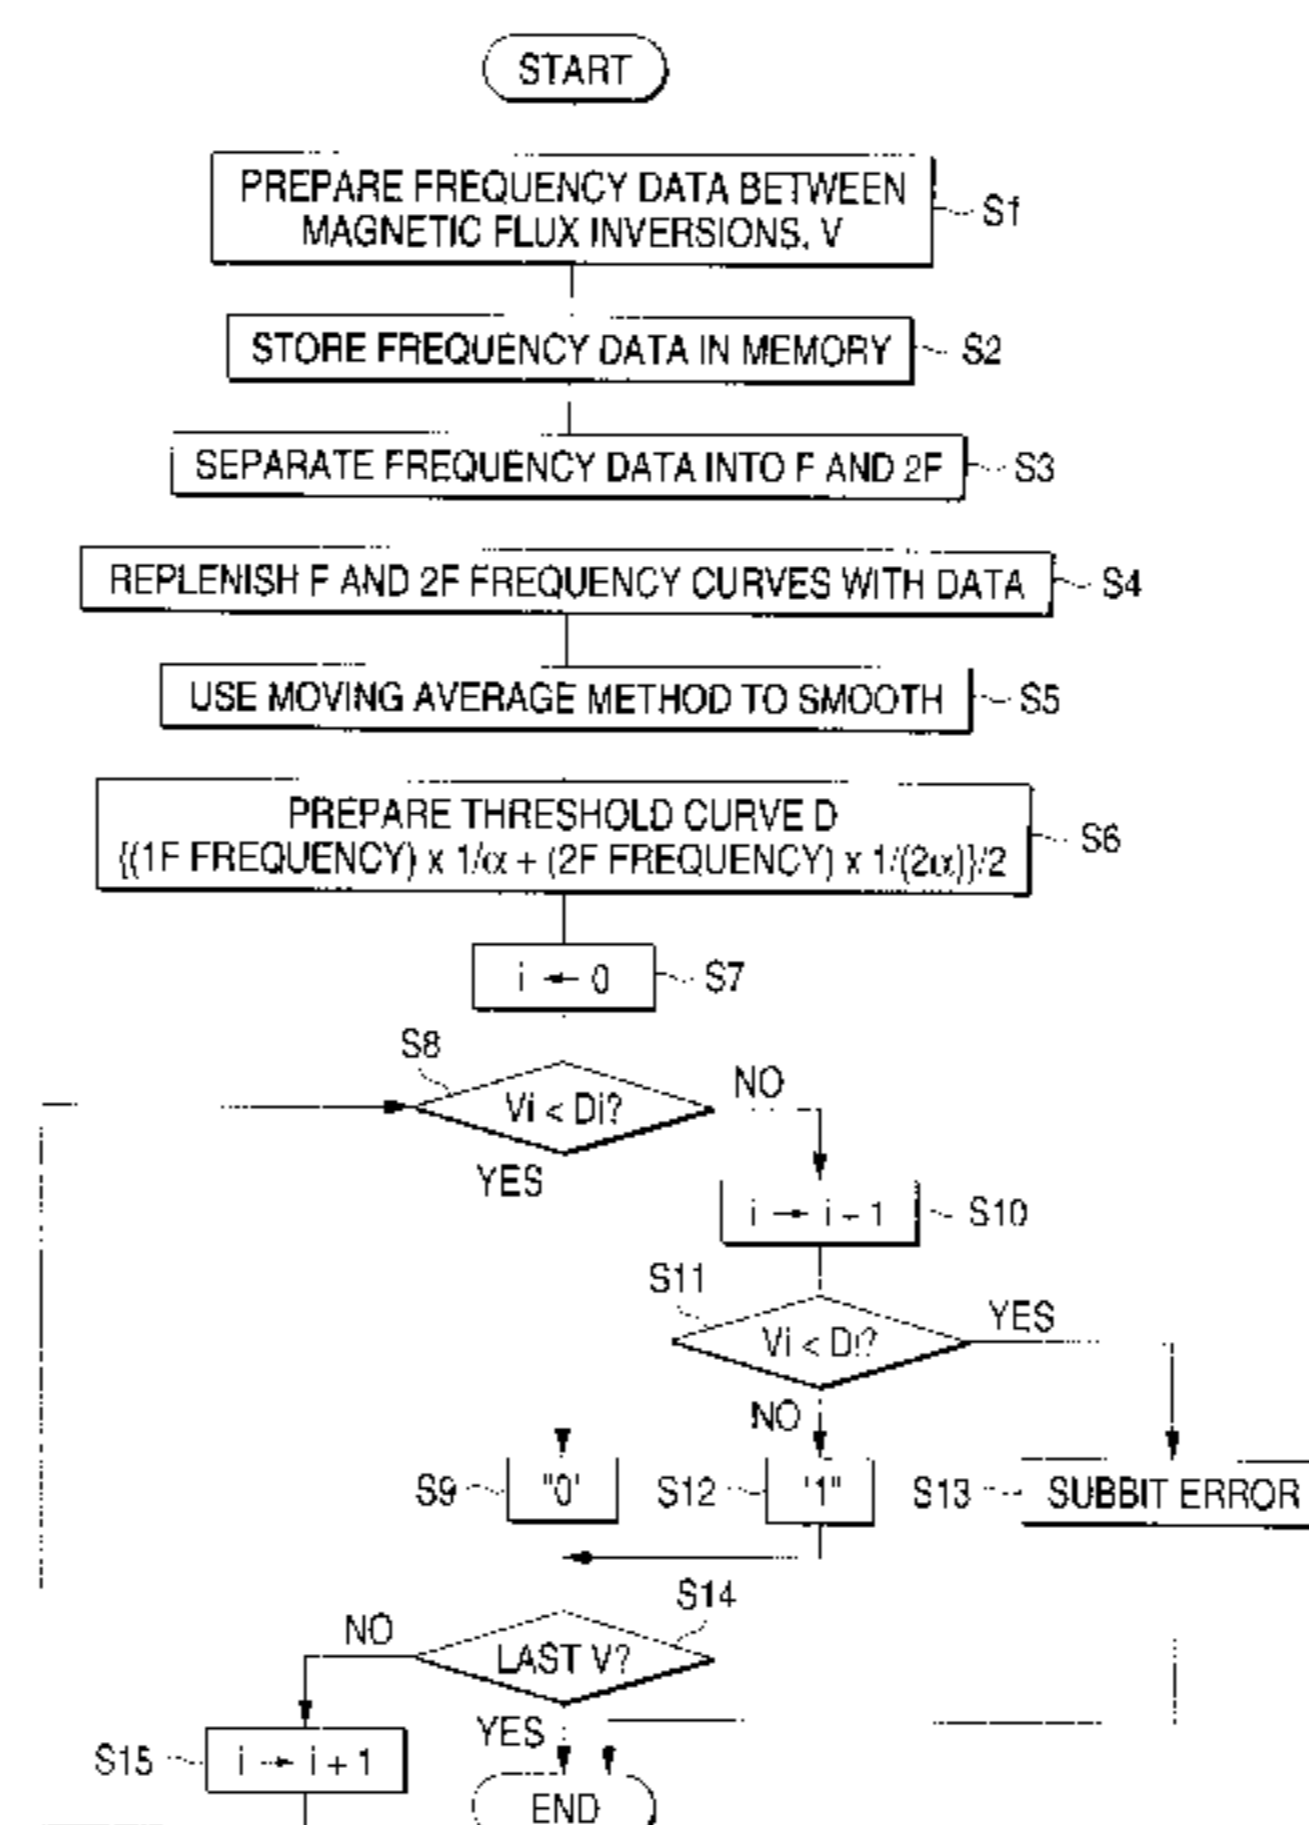 START
PREPARE FREQUENCY DATA BETWEEN
MAGNETIC FLUX INVERSIONS, V
S1
STORE FREQUENCY DATA IN MEMORY
S2
SEPARATE FREQUENCY DATA INTO F AND 2F
S3
REPLENISH F AND 2F FREQUENCY CURVES WITH DATA
S4
USE MOVING AVERAGE METHOD TO SMOOTH
S5
PREPARE THRESHOLD CURVE D
{(1F FREQUENCY) x 1/α + (2F FREQUENCY) x 1/(2α)}/2
S6
i ← 0
S7
S8
Vi < Di?
NO
YES
i → i - 1
S10
S11
Vi < Di?
YES
NO
S9
"0'
S12
'1"
S13
SUBBIT ERROR
S14
NO
LAST V?
YES
S15
i → i + 1
END